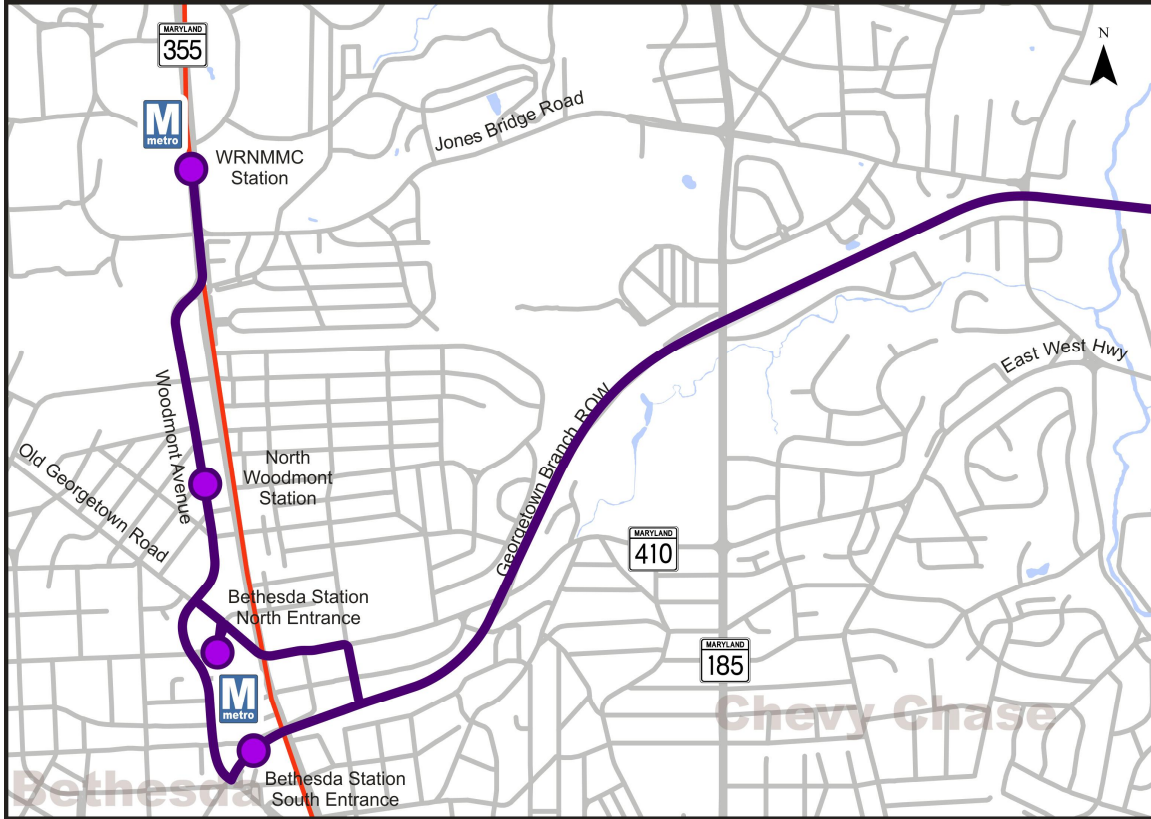 MARYLAND
355
N
M
metro
Jones Bridge Road
WRNMMC
Station
East West Hwy
Woodmont Avenue
Georgetown Branch ROW
North
Woodmont
Station
Old Georgetown Road
MARYLAND
410
Bethesda Station
North Entrance
MARYLAND
185
M
metro
Chevy Chase
Bethesda Station
South Entrance
Bethesda